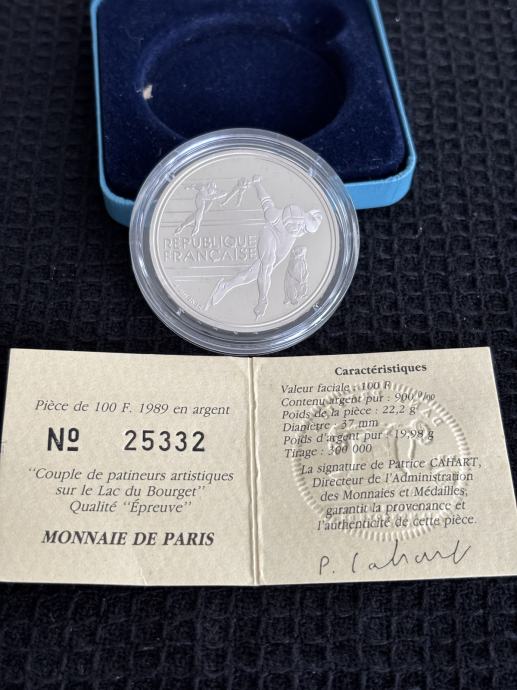 RÉPUBLIQUE
FRANÇAISE
Pièce de 100 F. 1989 en argent
Nº 25332
"Couple de patineurs artistiques
sur le Lac du Bourget"
Qualité "Épreuve"
MONNAIE DE PARIS
Caractéristiques
Valeur faciale : 100 F
Contenu argent pur : 900 º/ºº
Poids de la pièce : 22,2 g
Diamètre : 37 mm
Poids d'argent pur : 19,98 g
Tirage : 300 000
La signature de Patrice CAHART,
Directeur de l'Administration
des Monnaies et Médailles,
garantit la provenance et
l'authenticité de cette pièce.
P. Cahart